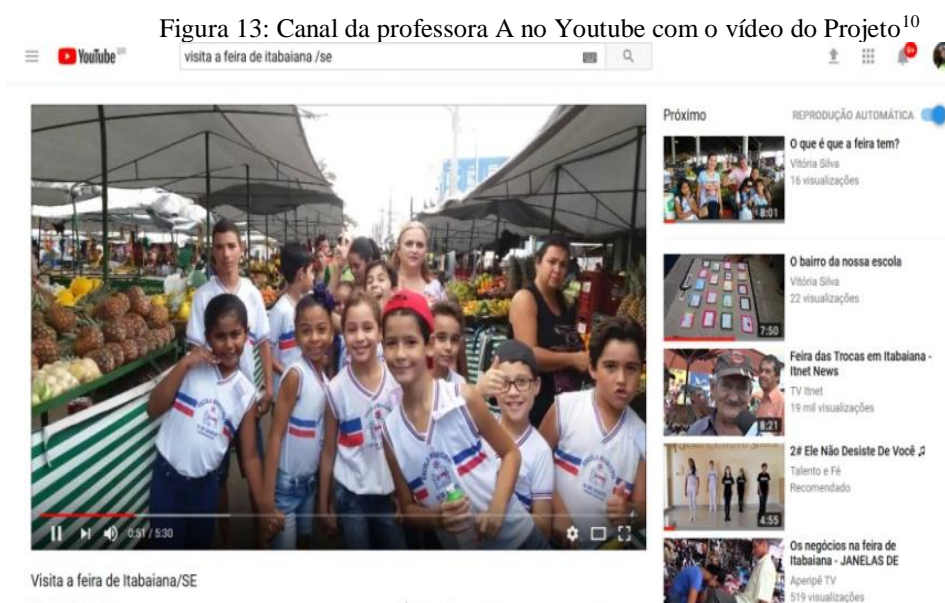 Figura 13: Canal da professora A no Youtube com o vídeo do Projeto10
YouTube BR
visita a feira de itabaiana /se
9+
Próximo
REPRODUÇÃO AUTOMÁTICA
O que é que a feira tem?
Vitória Silva
16 visualizações
8:01
O bairro da nossa escola
Vitória Silva
22 visualizações
7:50
Feira das Trocas em Itabaiana -
Itnet News
TV Itnet
19 mil visualizações
8:21
2# Ele Não Desiste De Você ♫
Talento e Fé
Recomendado
4:55
Os negócios na feira de
Itabaiana - JANELAS DE
Aperipê TV
519 visualizações
0:51 / 5:30
Visita a feira de Itabaiana/SE